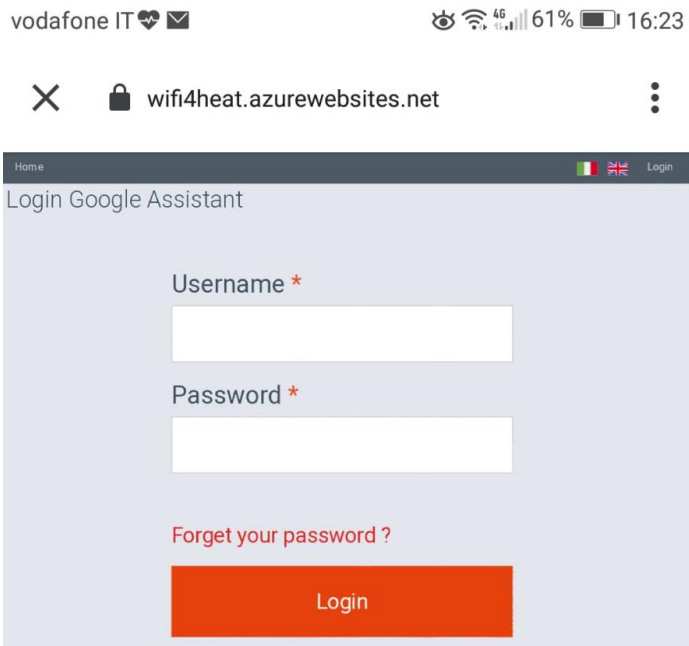 vodafone IT 4G 61% 16:23
wifi4heat.azurewebsites.net
Home Login
Login Google Assistant
Username *
Password *
Forget your password ?
Login